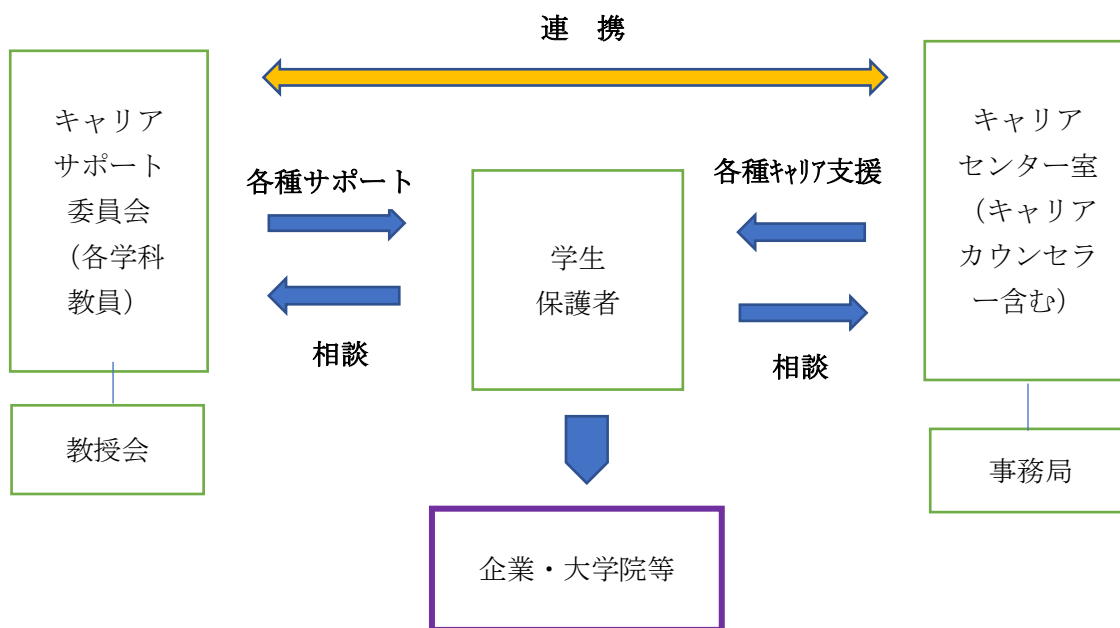 連　携
キャリア
サポート
委員会
（各学科
教員）
各種サポート
相談
学生
保護者
各種ｷｬﾘｱ支援
相談
キャリア
センター室
（キャリア
カウンセラ
ー含む）
教授会
事務局
企業・大学院等